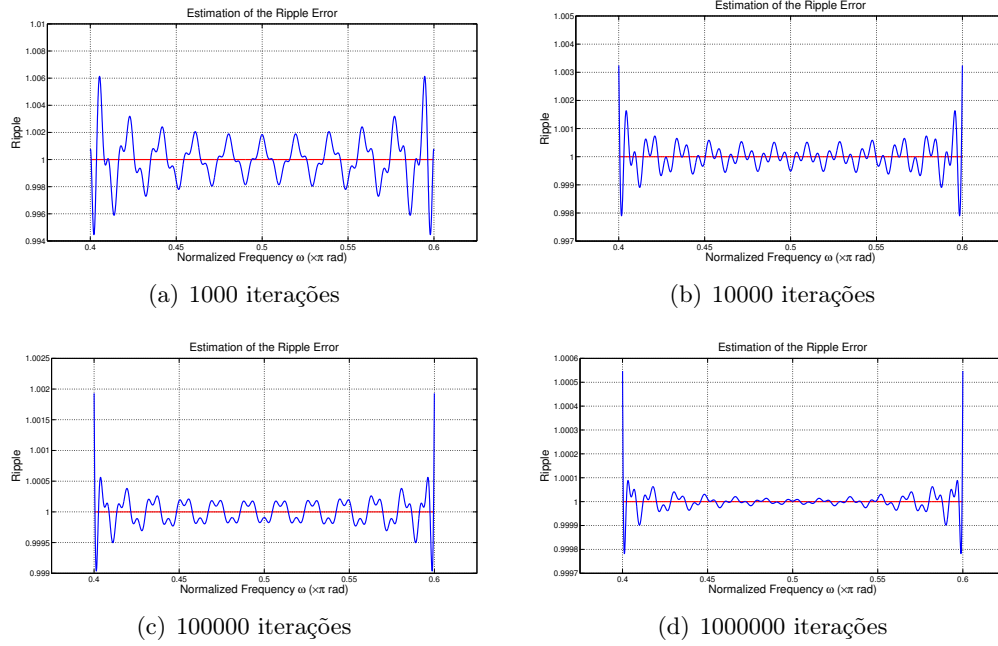 Estimation of the Ripple Error
1.01
1.008
1.006
1.004
1.002
1
0.998
0.996
0.994
Ripple
0.4 0.45 0.5 0.55 0.6
Normalized Frequency ω (×π rad)
(a) 1000 iterações
Estimation of the Ripple Error
1.005
1.004
1.003
1.002
1.001
1
0.999
0.998
0.997
Ripple
0.4 0.45 0.5 0.55 0.6
Normalized Frequency ω (×π rad)
(b) 10000 iterações
Estimation of the Ripple Error
1.0025
1.002
1.0015
1.001
1.0005
1
0.9995
0.999
Ripple
0.4 0.45 0.5 0.55 0.6
Normalized Frequency ω (×π rad)
(c) 100000 iterações
Estimation of the Ripple Error
1.0006
1.0005
1.0004
1.0003
1.0002
1.0001
1
0.9999
0.9998
0.9997
Ripple
0.4 0.45 0.5 0.55 0.6
Normalized Frequency ω (×π rad)
(d) 1000000 iterações